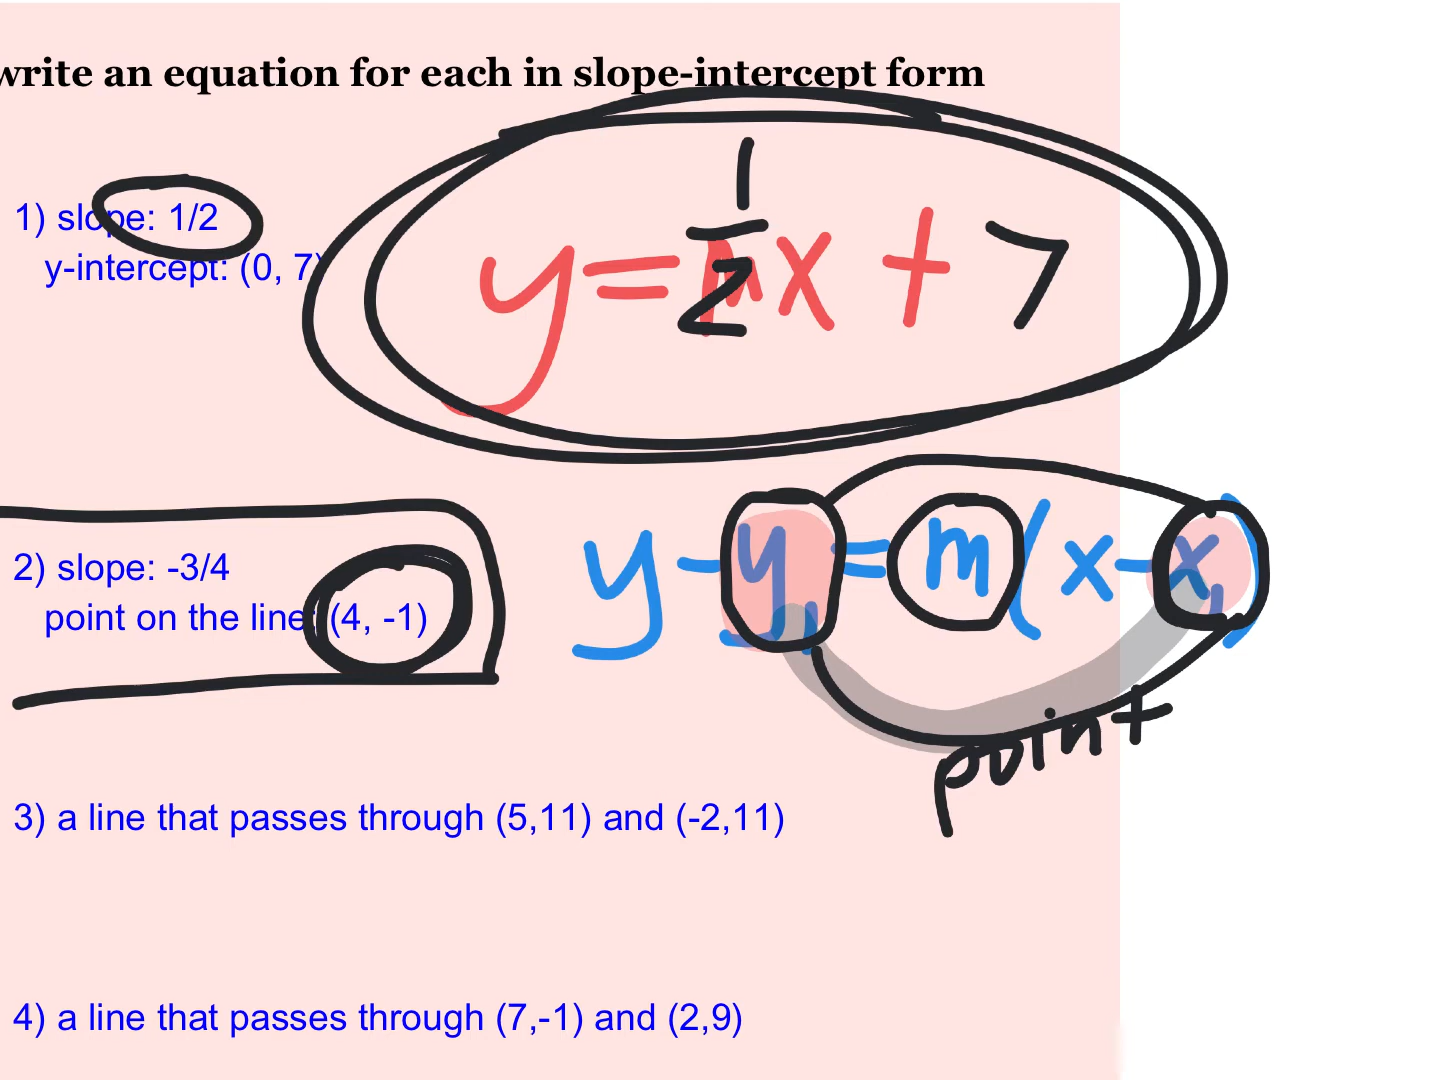 write an equation for each in slope-intercept form
1) slope: 1/2
y-intercept: (0, 7)
y = 1/2 x + 7
2) slope: -3/4
point on the line: (4, -1)
y - y₁ = m(x - x₁)
point
3) a line that passes through (5,11) and (-2,11)
4) a line that passes through (7,-1) and (2,9)